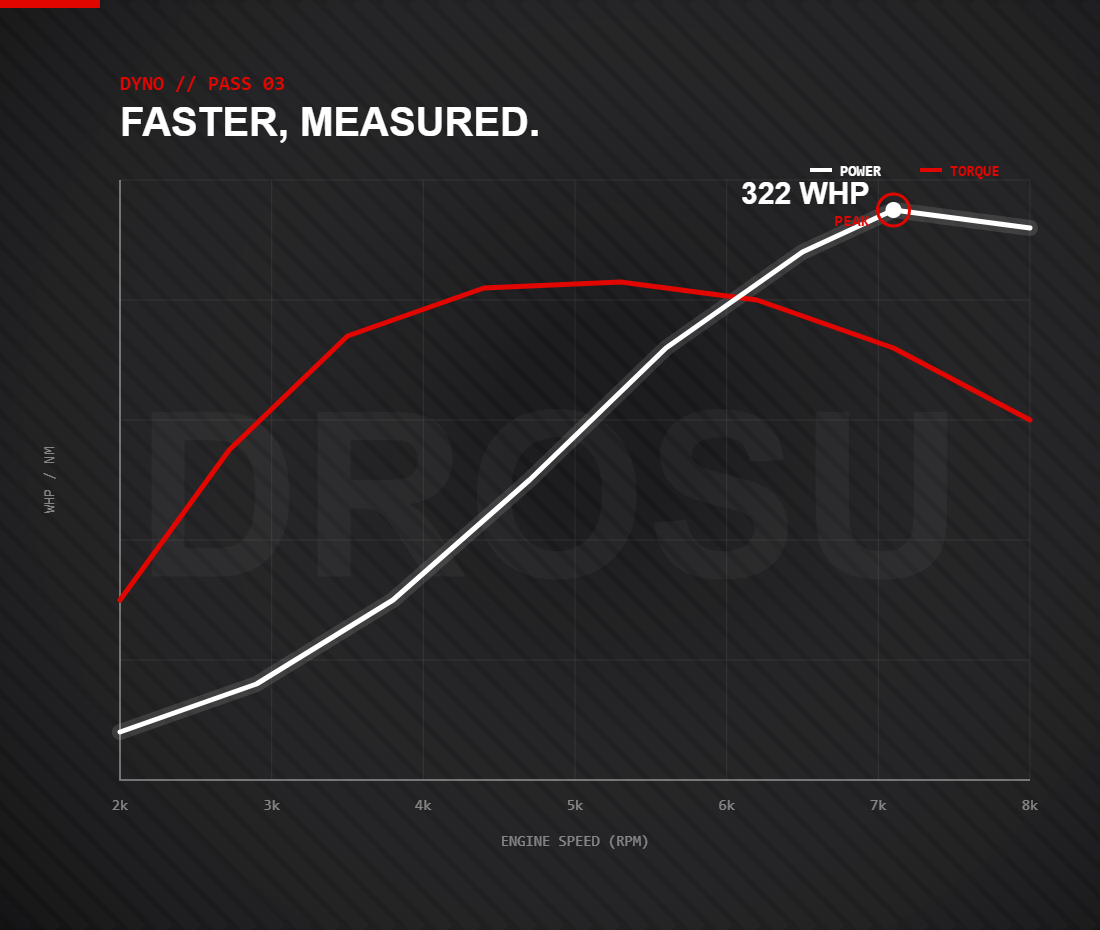 DYNO // PASS 03
FASTER, MEASURED.
POWER
TORQUE
322 WHP
PEAK
DROSU
WHP / NM
2k
3k
4k
5k
6k
7k
8k
ENGINE SPEED (RPM)